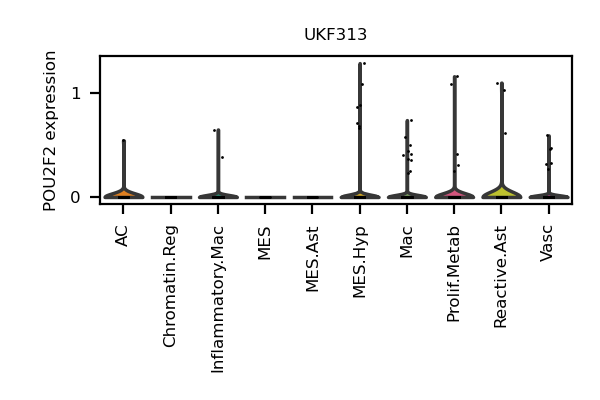 UKF313
POU2F2 expression
1
0
AC
Chromatin.Reg
Inflammatory.Mac
MES
MES.Ast
MES.Hyp
Mac
Prolif.Metab
Reactive.Ast
Vasc